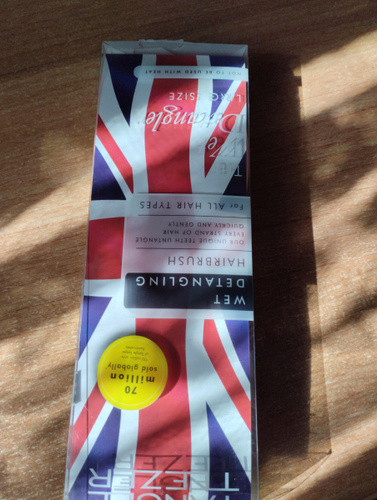 TEEZER
70
million
sold globally
WET
DETANGLING
HAIRBRUSH
OUR UNIQUE TEETH UNTANGLE
EVERY STRAND OF HAIR
QUICKLY AND GENTLY
For ALL HAIR TYPES
THE
Detangler
LARGE SIZE
NOT TO BE USED WITH HEAT